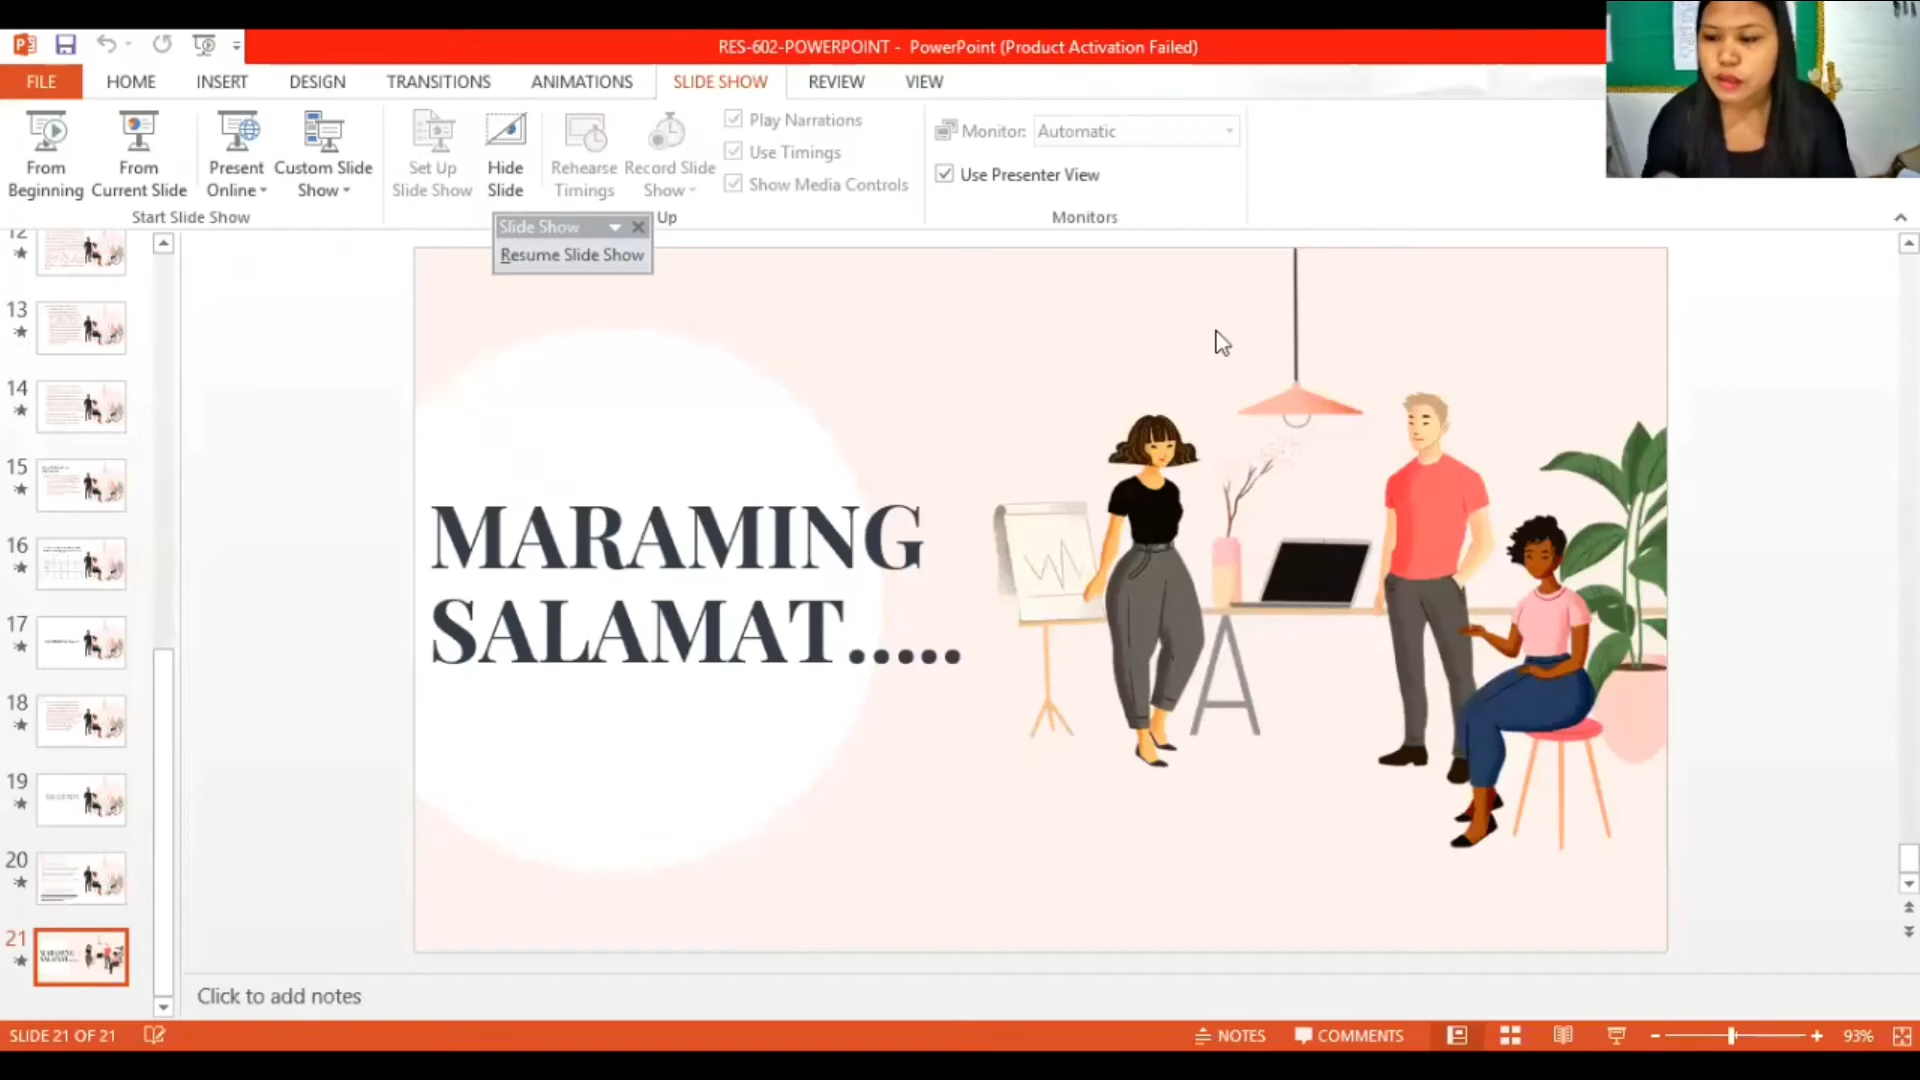 RES-602-POWERPOINT - PowerPoint (Product Activation Failed)
FILE HOME INSERT DESIGN TRANSITIONS ANIMATIONS SLIDE SHOW REVIEW VIEW
From Beginning
From Current Slide
Present Online
Custom Slide Show
Set Up Slide Show
Hide Slide
Rehearse Timings
Record Slide Show
Play Narrations
Use Timings
Show Media Controls
Monitor: Automatic
Use Presenter View
Start Slide Show
Up
Monitors
Slide Show
Resume Slide Show
12
13
14
15
16
17
18
19
20
21
MARAMING
SALAMAT.....
Click to add notes
SLIDE 21 OF 21
NOTES
COMMENTS
93%